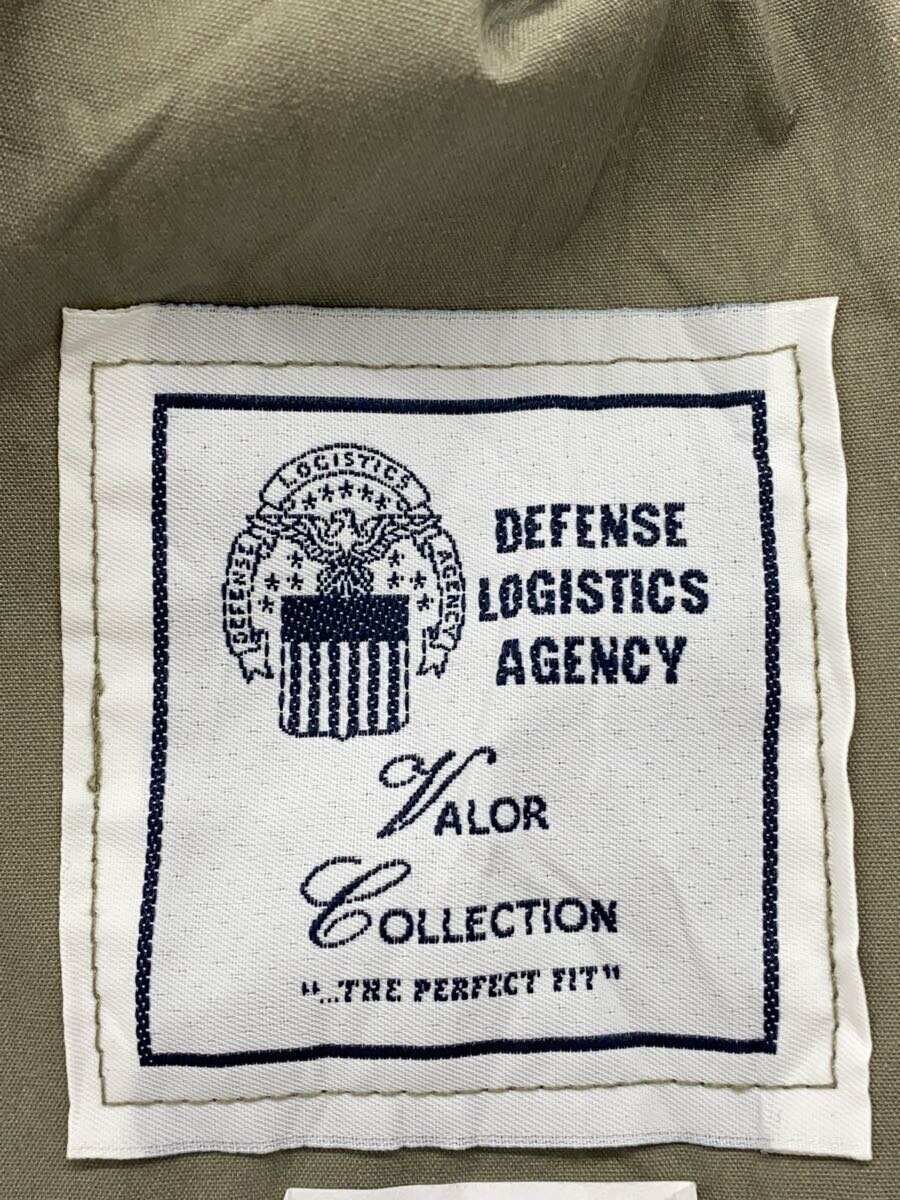 LOGISTICS
DEFENSE
AGENCY
DEFENSE
LOGISTICS
AGENCY
VALOR
COLLECTION
"...THE PERFECT FIT"